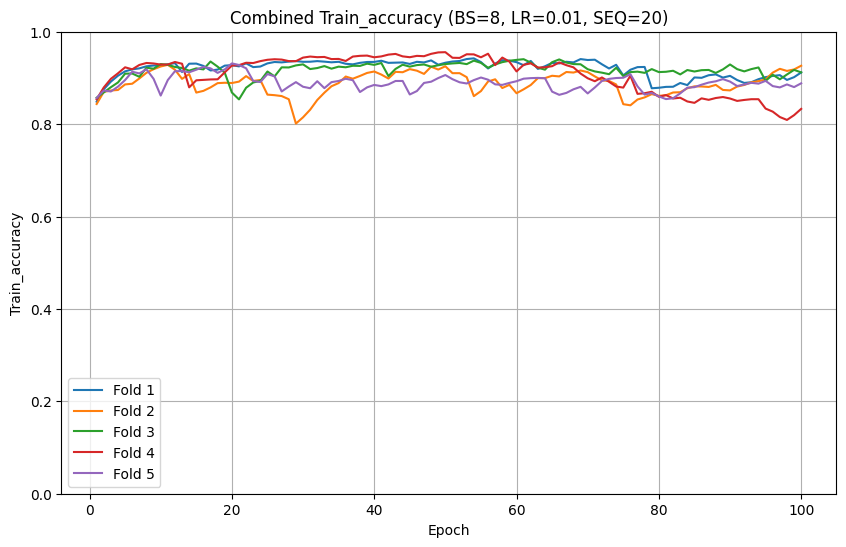 Combined Train_accuracy (BS=8, LR=0.01, SEQ=20)
1.0
0.8
0.6
0.4
0.2
0.0
Train_accuracy
Fold 1
Fold 2
Fold 3
Fold 4
Fold 5
0 20 40 60 80 100
Epoch